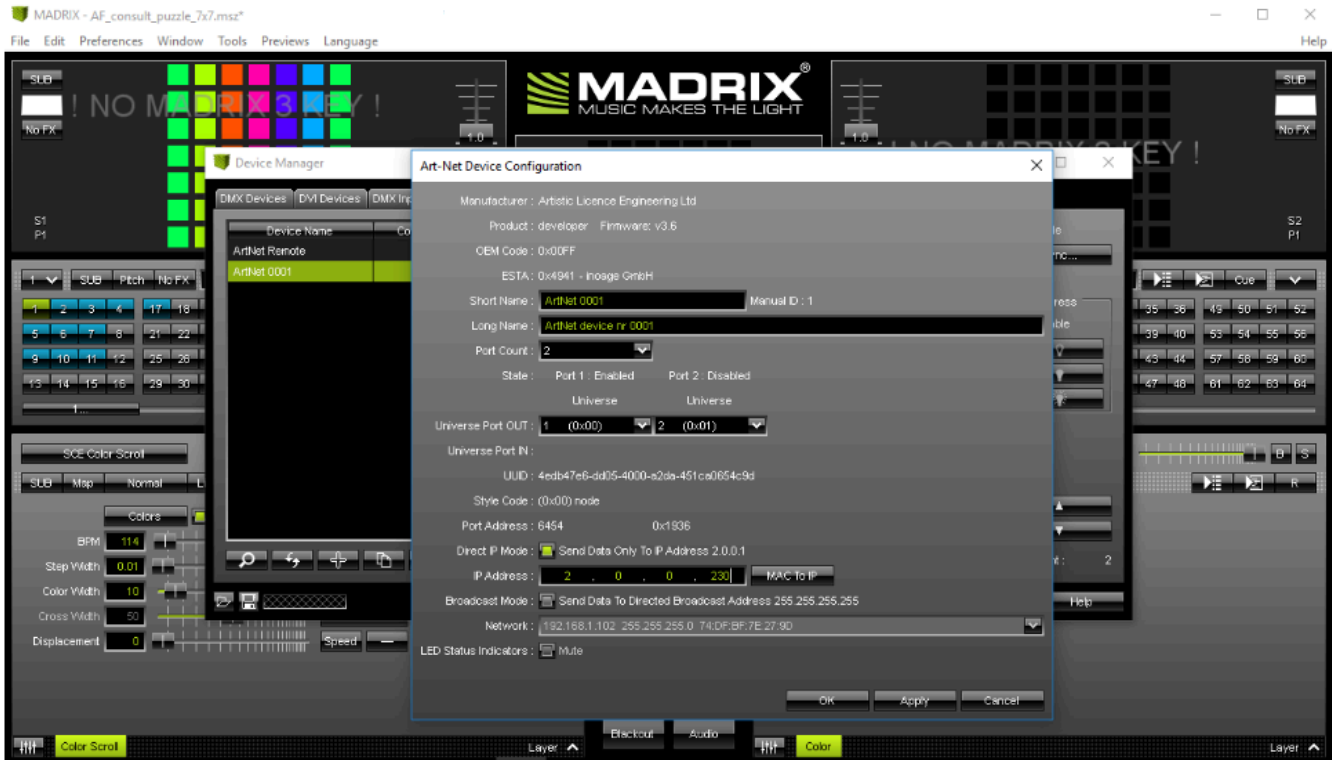 MADRIX - AF_consult_puzzle_7x7.msz*
File Edit Preferences Window Tools Previews Language Help
SUB
! NO MADRIX 3 KEY !
No FX
1.0
S1
P1
MADRIX®
MUSIC MAKES THE LIGHT
1.0
SUB
No FX
KEY !
S2
P1
Device Manager
DMX Devices DVI Devices DMX Inp
Device Name Co
ArtNet Remote
ArtNet 0001
Help
Art-Net Device Configuration
Manufacturer : Artistic Licence Engineering Ltd
Product : developer Firmware: v3.6
OEM Code : 0x00FF
ESTA : 0x4941 - inoage GmbH
Short Name : ArtNet 0001 Manual ID : 1
Long Name : ArtNet device nr 0001
Port Count : 2
State : Port 1 : Enabled Port 2 : Disabled
Universe Universe
Universe Port OUT : 1 (0x00) 2 (0x01)
Universe Port IN :
UUID : 4edb47e6-dd05-4000-a2da-451ca0654c9d
Style Code : (0x00) node
Port Address : 6454 0x1936
Direct IP Mode : Send Data Only To IP Address 2.0.0.1
IP Address : 2 . 0 . 0 . 230 MAC To IP
Broadcast Mode : Send Data To Directed Broadcast Address 255.255.255.255
Network : 192.168.1.102 255.255.255.0 74:DF:BF:7E:27:9D
LED Status Indicators : Mute
OK Apply Cancel
1 SUB Pitch No FX
1 2 3 4 17 18
5 6 7 8 21 22
9 10 11 12 25 26
13 14 15 16 29 30
1...
Cue
35 36 49 50 51 52
39 40 53 54 55 56
43 44 57 58 59 60
47 48 61 62 63 64
SCE Color Scroll
SUB Map Normal L
Colors
BPM 114
Step Width 0.01
Color Width 10
Cross Width 50
Displacement 0
Speed
B S
R
Color Scroll
Layer
Blackout Audio
Color
Layer